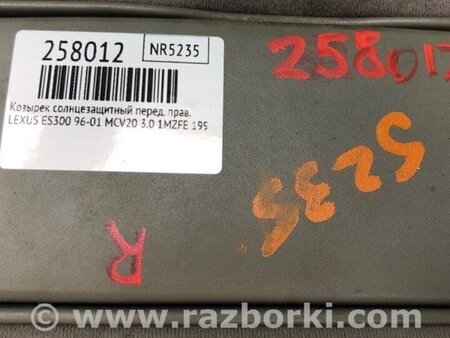 258012
NR5235
Козырек солнцезащитный перед. прав.
LEXUS ES300 96-01 MCV20 3.0 1MZFE 199
258012
5235
R
© www.razborki.com